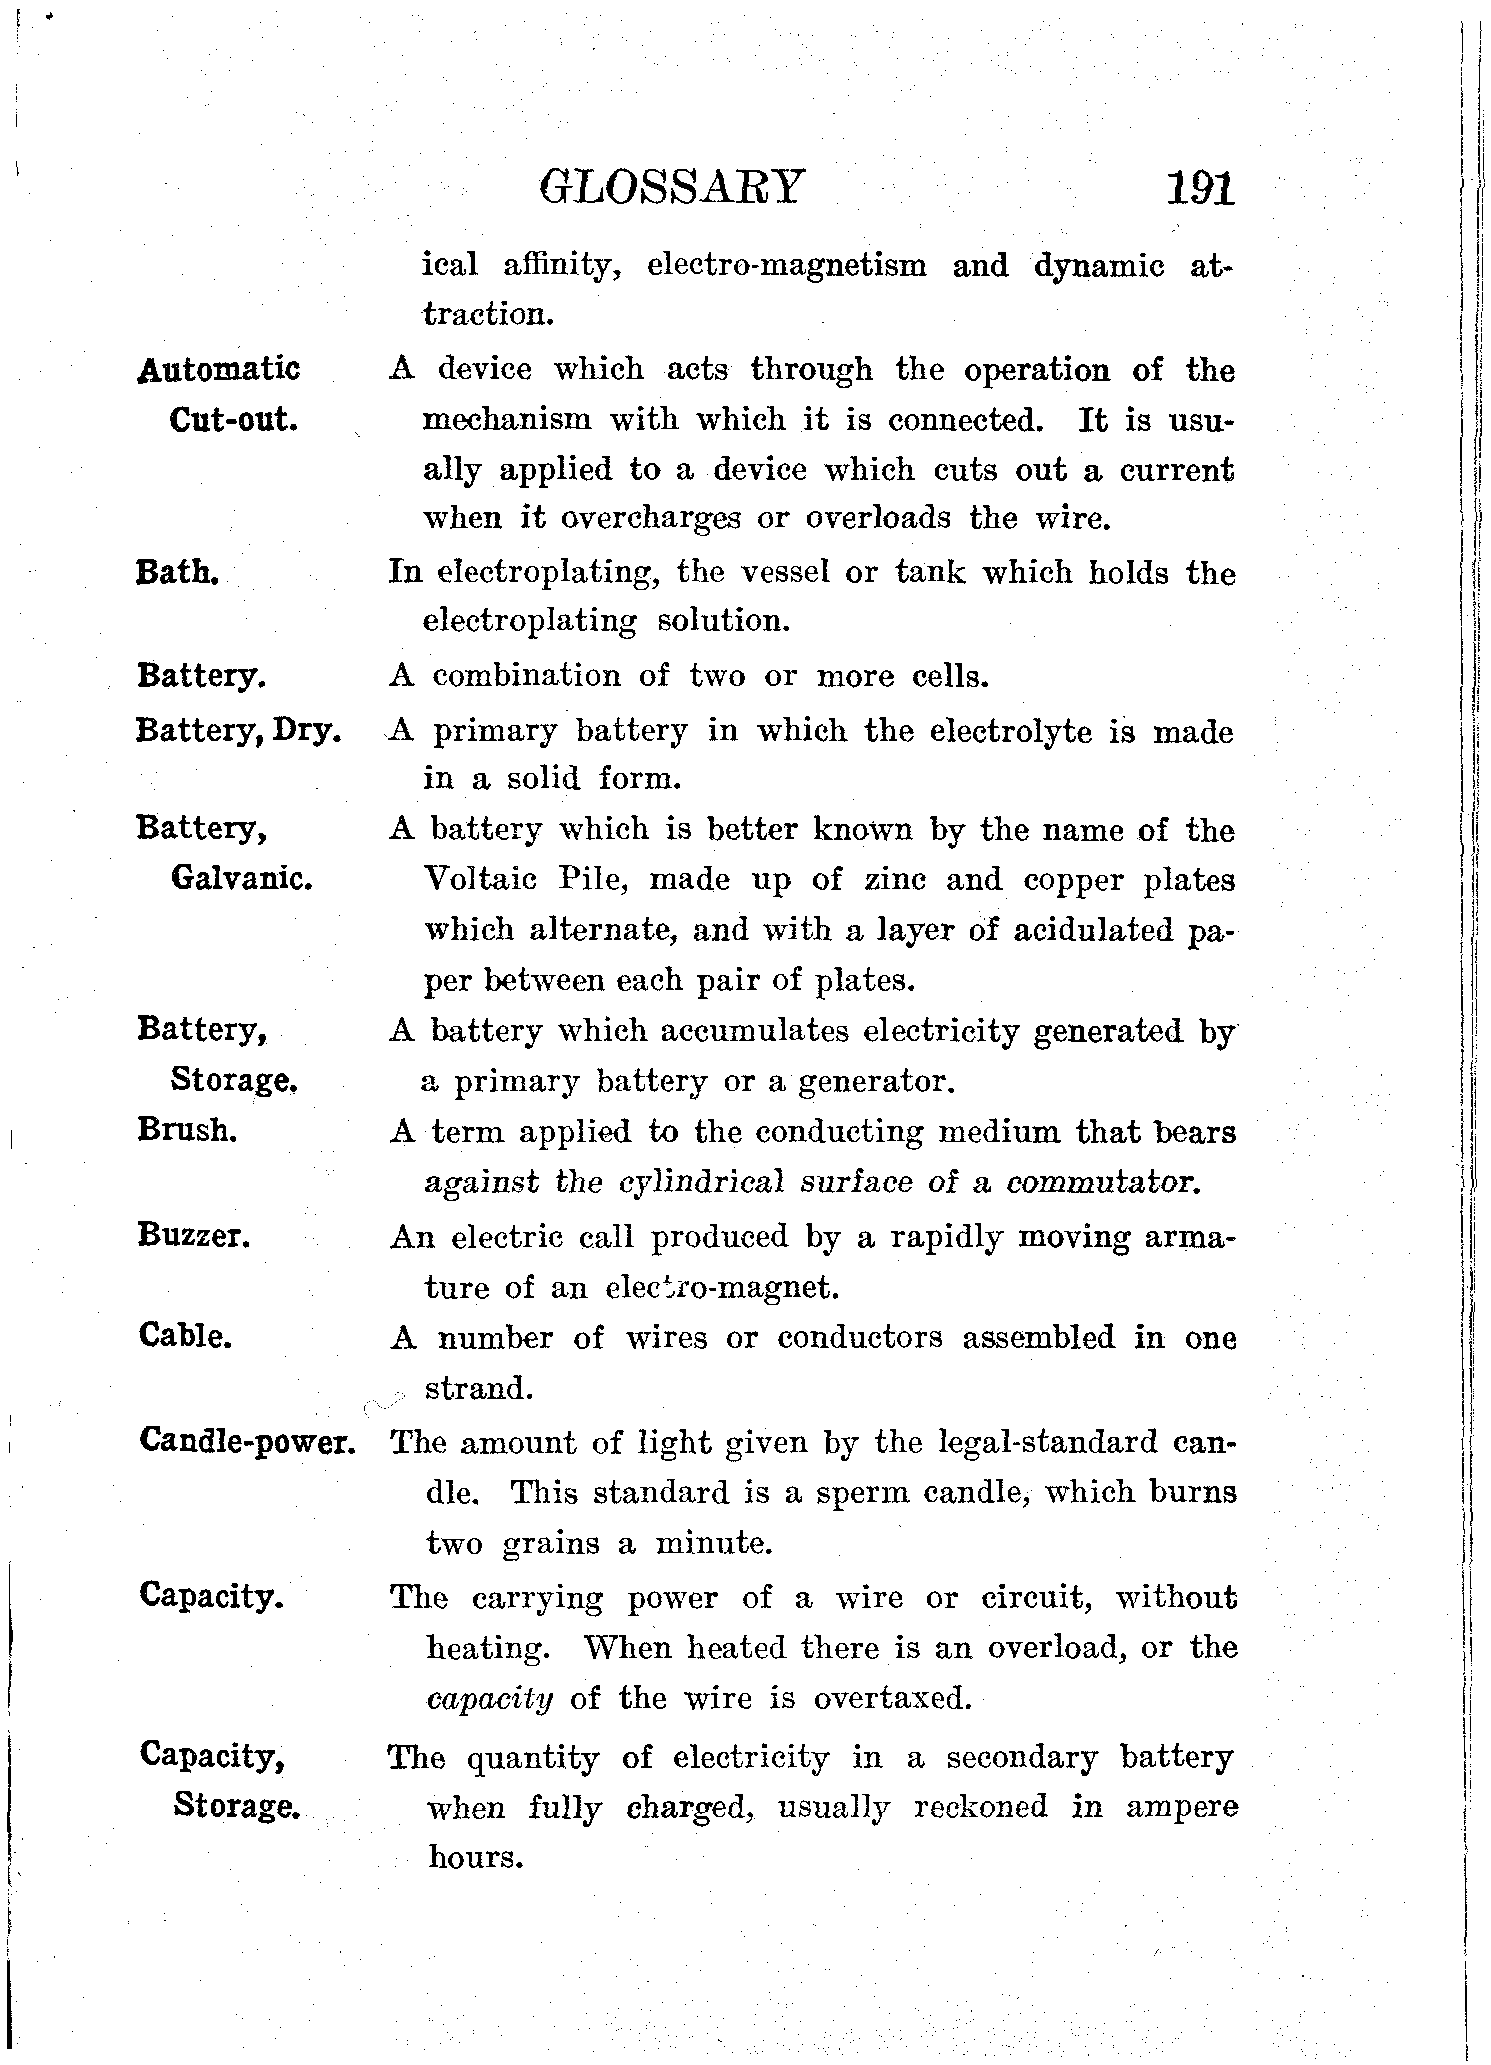 GLOSSARY 191
ical affinity, electro-magnetism and dynamic at-
traction.
Automatic A device which acts through the operation of the
Cut-out. mechanism with which it is connected. It is usu-
ally applied to a device which cuts out a current
when it overcharges or overloads the wire.
Bath. In electroplating, the vessel or tank which holds the
electroplating solution.
Battery. A combination of two or more cells.
Battery, Dry. A primary battery in which the electrolyte is made
in a solid form.
Battery, A battery which is better known by the name of the
Galvanic. Voltaic Pile, made up of zinc and copper plates
which alternate, and with a layer of acidulated pa-
per between each pair of plates.
Battery, A battery which accumulates electricity generated by
Storage. a primary battery or a generator.
Brush. A term applied to the conducting medium that bears
against the cylindrical surface of a commutator.
Buzzer. An electric call produced by a rapidly moving arma-
ture of an electro-magnet.
Cable. A number of wires or conductors assembled in one
strand.
Candle-power. The amount of light given by the legal-standard can-
dle. This standard is a sperm candle, which burns
two grains a minute.
Capacity. The carrying power of a wire or circuit, without
heating. When heated there is an overload, or the
capacity of the wire is overtaxed.
Capacity, The quantity of electricity in a secondary battery
Storage. when fully charged, usually reckoned in ampere
hours.